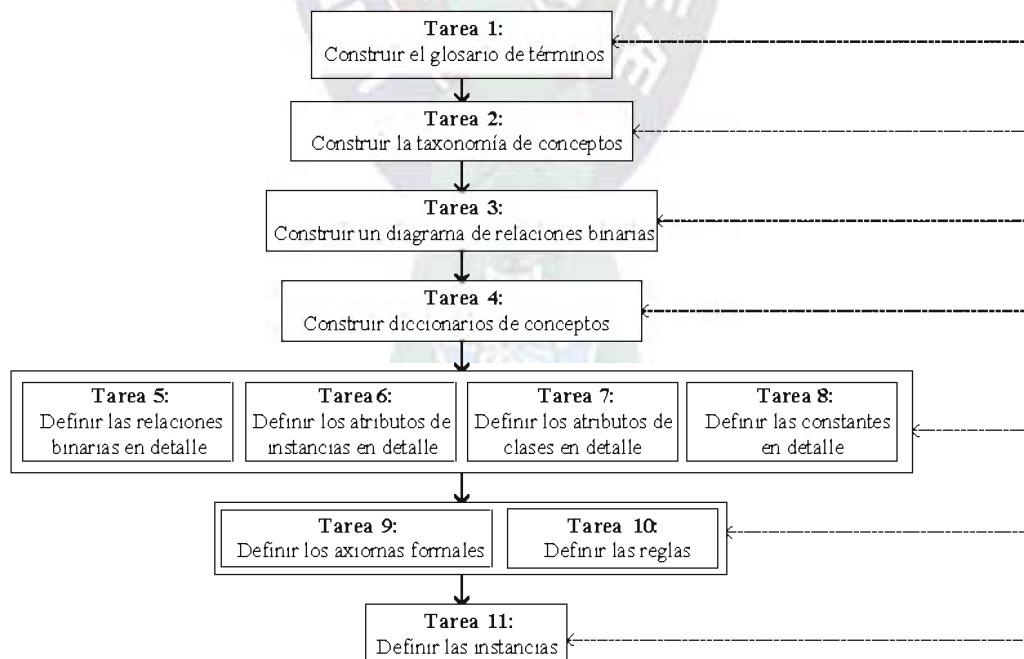 Tarea 1:
Construir el glosario de términos
Tarea 2:
Construir la taxonomía de conceptos
Tarea 3:
Construir un diagrama de relaciones binarias
Tarea 4:
Construir diccionarios de conceptos
Tarea 5:
Definir las relaciones
binarias en detalle
Tarea 6:
Definir los atributos de
instancias en detalle
Tarea 7:
Definir los atributos de
clases en detalle
Tarea 8:
Definir las constantes
en detalle
Tarea 9:
Definir los axiomas formales
Tarea 10:
Definir las reglas
Tarea 11:
Definir las instancias